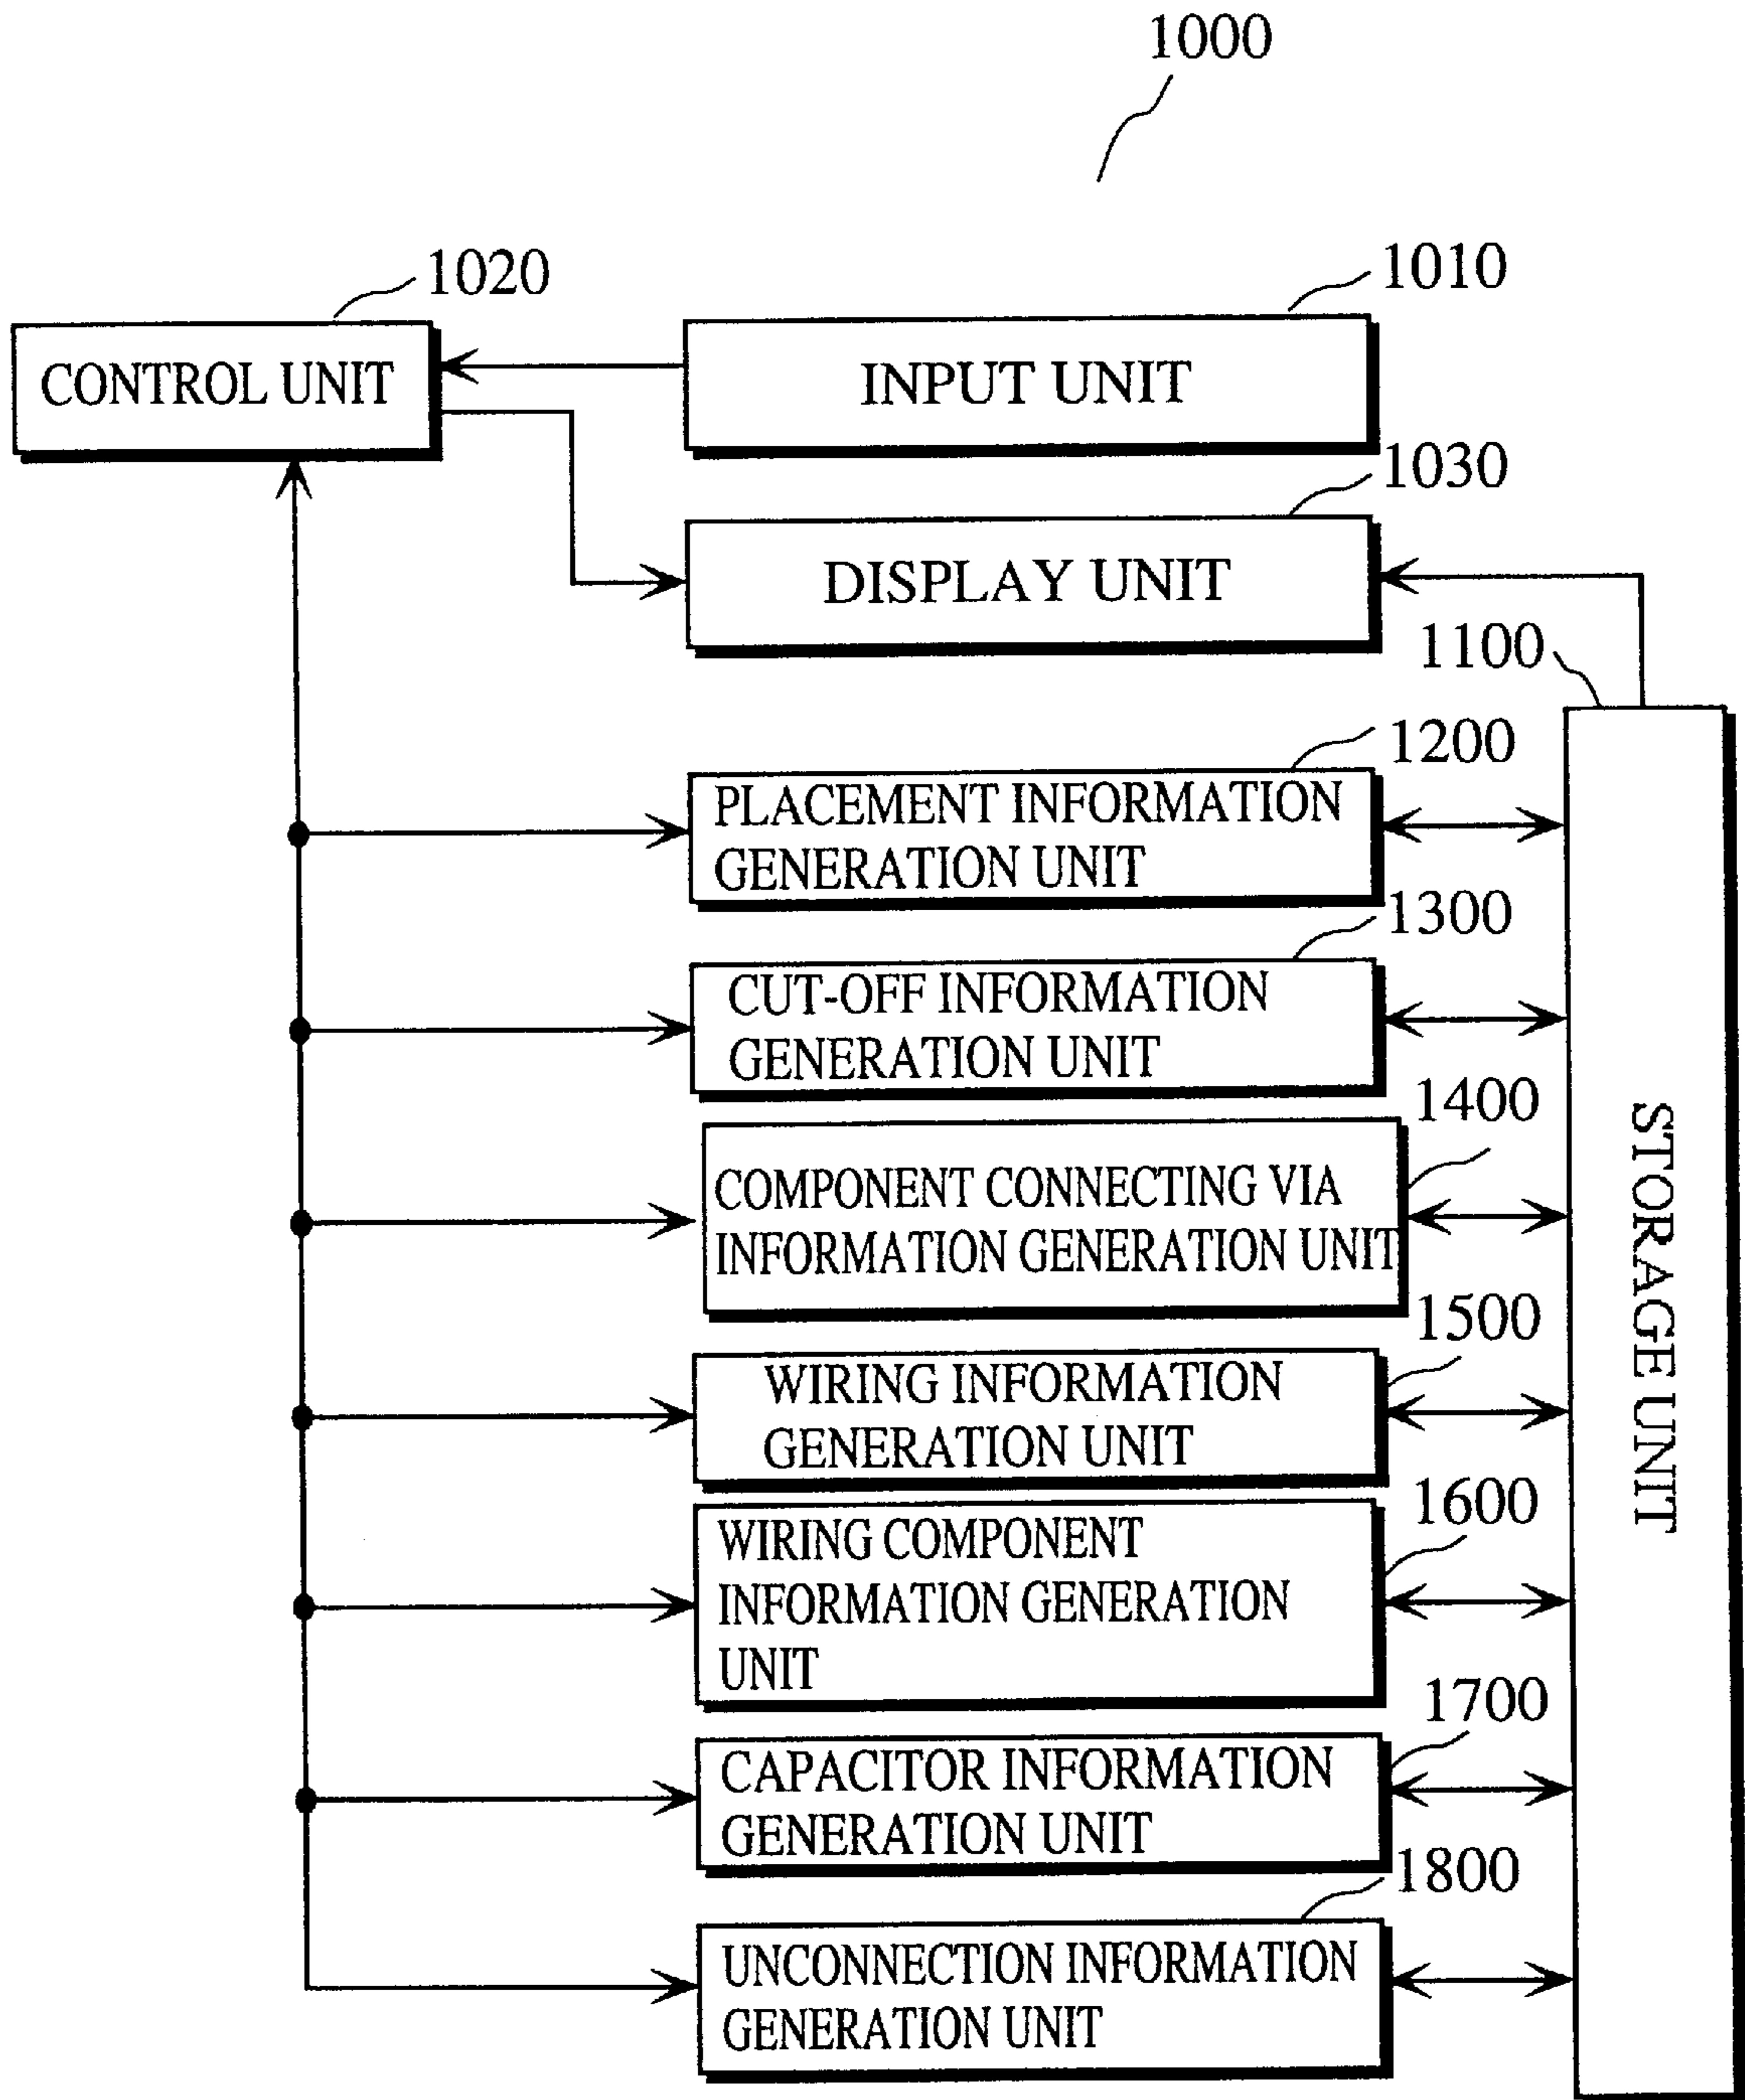 1000
1020
CONTROL UNIT
1010
INPUT UNIT
1030
DISPLAY UNIT
1100
STORAGE UNIT
1200
PLACEMENT INFORMATION
GENERATION UNIT
1300
CUT-OFF INFORMATION
GENERATION UNIT
1400
COMPONENT CONNECTING VIA
INFORMATION GENERATION UNIT
1500
WIRING INFORMATION
GENERATION UNIT
1600
WIRING COMPONENT
INFORMATION GENERATION
UNIT
1700
CAPACITOR INFORMATION
GENERATION UNIT
1800
UNCONNECTION INFORMATION
GENERATION UNIT